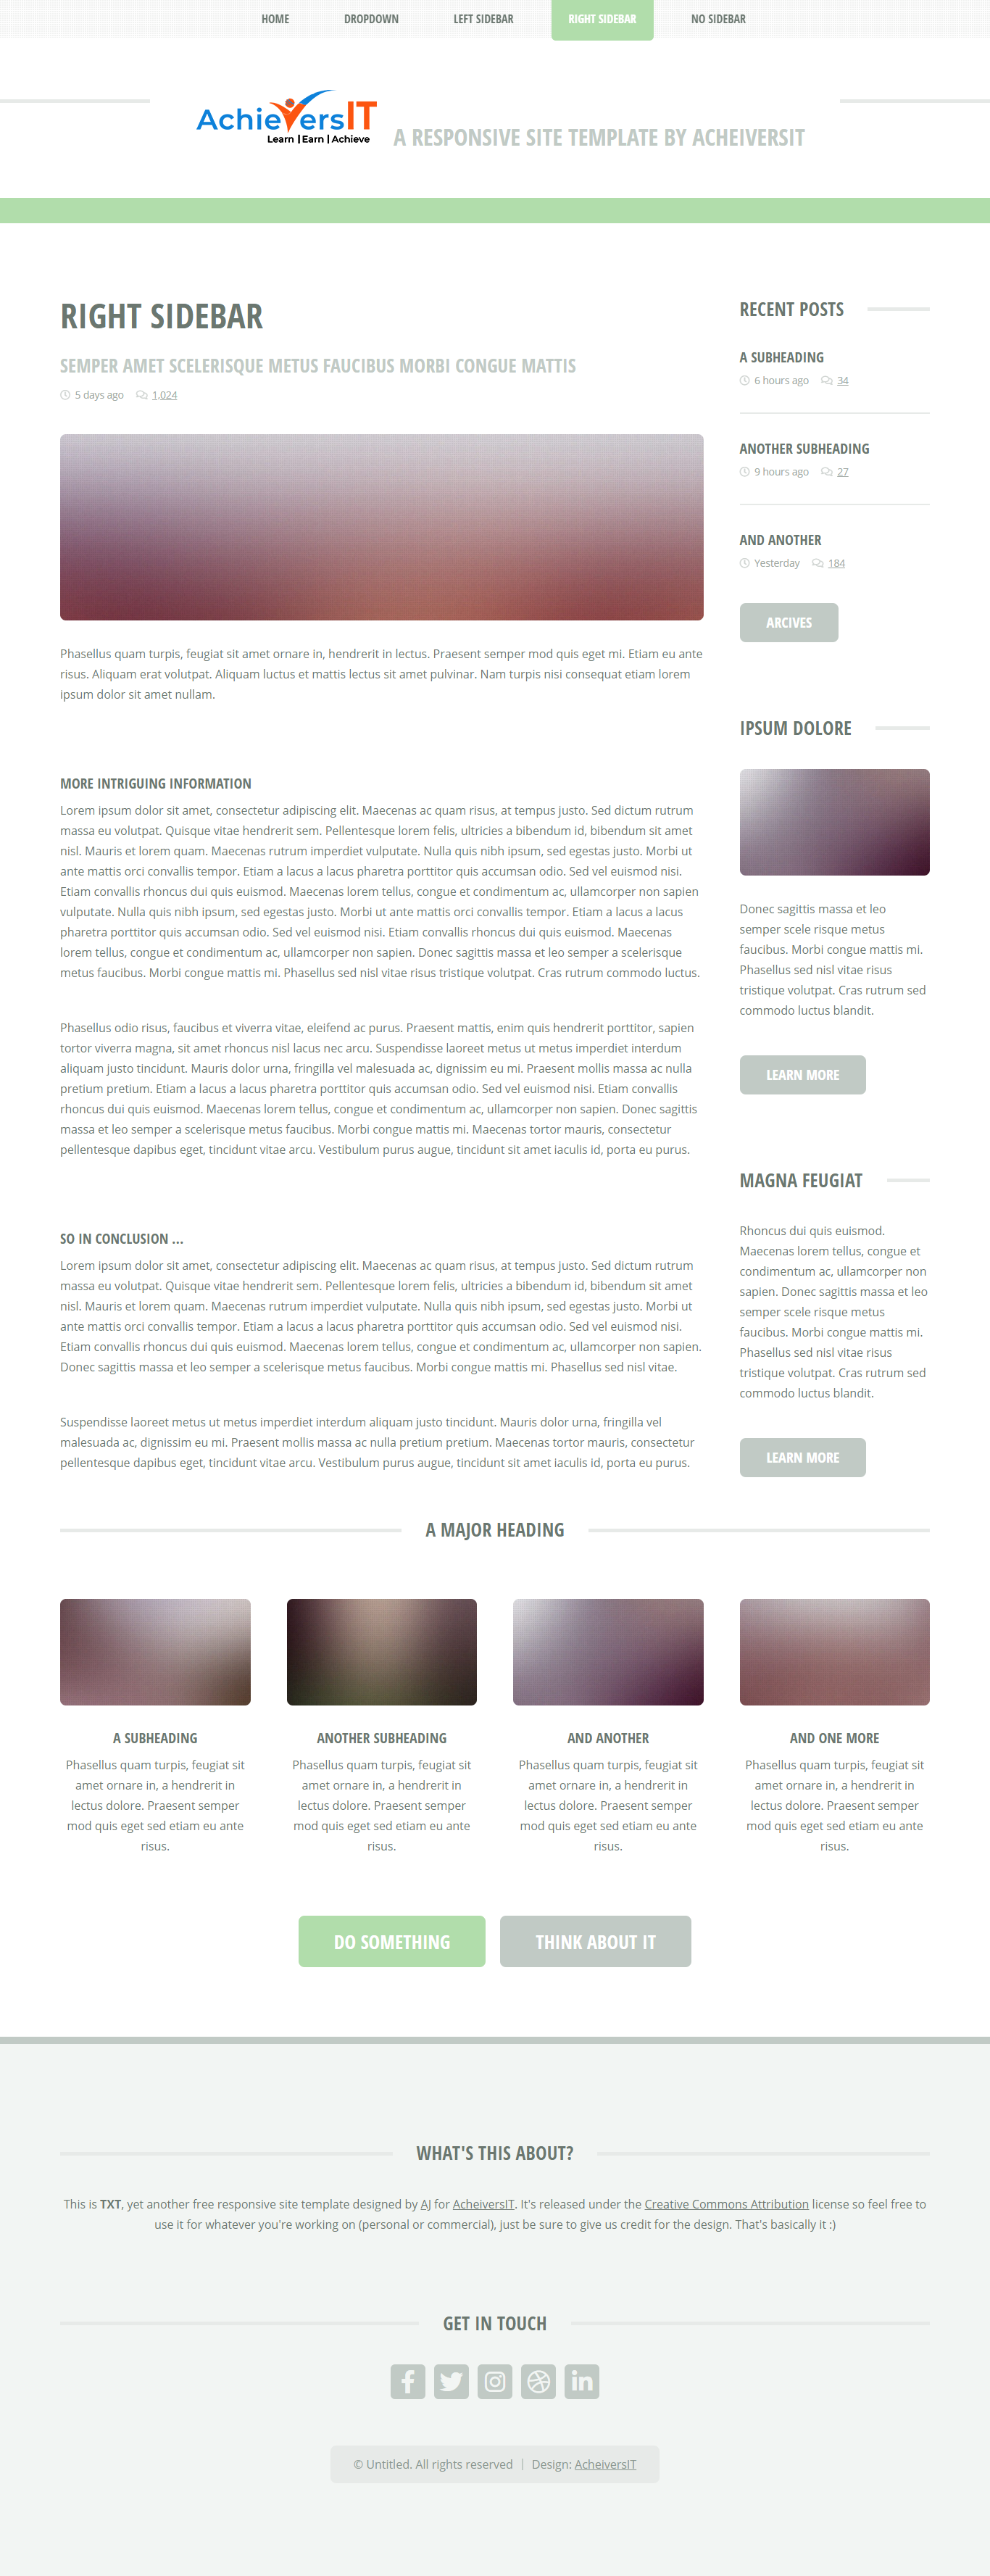 HOME DROPDOWN LEFT SIDEBAR RIGHT SIDEBAR NO SIDEBAR
AchieversIT
Learn | Earn | Achieve
A RESPONSIVE SITE TEMPLATE BY ACHEIVERSIT
RIGHT SIDEBAR
SEMPER AMET SCELERISQUE METUS FAUCIBUS MORBI CONGUE MATTIS
5 days ago 1,024
Phasellus quam turpis, feugiat sit amet ornare in, hendrerit in lectus. Praesent semper mod quis eget mi. Etiam eu ante
risus. Aliquam erat volutpat. Aliquam luctus et mattis lectus sit amet pulvinar. Nam turpis nisi consequat etiam lorem
ipsum dolor sit amet nullam.
MORE INTRIGUING INFORMATION
Lorem ipsum dolor sit amet, consectetur adipiscing elit. Maecenas ac quam risus, at tempus justo. Sed dictum rutrum
massa eu volutpat. Quisque vitae hendrerit sem. Pellentesque lorem felis, ultricies a bibendum id, bibendum sit amet
nisl. Mauris et lorem quam. Maecenas rutrum imperdiet vulputate. Nulla quis nibh ipsum, sed egestas justo. Morbi ut
ante mattis orci convallis tempor. Etiam a lacus a lacus pharetra porttitor quis accumsan odio. Sed vel euismod nisi.
Etiam convallis rhoncus dui quis euismod. Maecenas lorem tellus, congue et condimentum ac, ullamcorper non sapien
vulputate. Nulla quis nibh ipsum, sed egestas justo. Morbi ut ante mattis orci convallis tempor. Etiam a lacus a lacus
pharetra porttitor quis accumsan odio. Sed vel euismod nisi. Etiam convallis rhoncus dui quis euismod. Maecenas
lorem tellus, congue et condimentum ac, ullamcorper non sapien. Donec sagittis massa et leo semper a scelerisque
metus faucibus. Morbi congue mattis mi. Phasellus sed nisl vitae risus tristique volutpat. Cras rutrum commodo luctus.
Phasellus odio risus, faucibus et viverra vitae, eleifend ac purus. Praesent mattis, enim quis hendrerit porttitor, sapien
tortor viverra magna, sit amet rhoncus nisl lacus nec arcu. Suspendisse laoreet metus ut metus imperdiet interdum
aliquam justo tincidunt. Mauris dolor urna, fringilla vel malesuada ac, dignissim eu mi. Praesent mollis massa ac nulla
pretium pretium. Etiam a lacus a lacus pharetra porttitor quis accumsan odio. Sed vel euismod nisi. Etiam convallis
rhoncus dui quis euismod. Maecenas lorem tellus, congue et condimentum ac, ullamcorper non sapien. Donec sagittis
massa et leo semper a scelerisque metus faucibus. Morbi congue mattis mi. Maecenas tortor mauris, consectetur
pellentesque dapibus eget, tincidunt vitae arcu. Vestibulum purus augue, tincidunt sit amet iaculis id, porta eu purus.
SO IN CONCLUSION ...
Lorem ipsum dolor sit amet, consectetur adipiscing elit. Maecenas ac quam risus, at tempus justo. Sed dictum rutrum
massa eu volutpat. Quisque vitae hendrerit sem. Pellentesque lorem felis, ultricies a bibendum id, bibendum sit amet
nisl. Mauris et lorem quam. Maecenas rutrum imperdiet vulputate. Nulla quis nibh ipsum, sed egestas justo. Morbi ut
ante mattis orci convallis tempor. Etiam a lacus a lacus pharetra porttitor quis accumsan odio. Sed vel euismod nisi.
Etiam convallis rhoncus dui quis euismod. Maecenas lorem tellus, congue et condimentum ac, ullamcorper non sapien.
Donec sagittis massa et leo semper a scelerisque metus faucibus. Morbi congue mattis mi. Phasellus sed nisl vitae.
Suspendisse laoreet metus ut metus imperdiet interdum aliquam justo tincidunt. Mauris dolor urna, fringilla vel
malesuada ac, dignissim eu mi. Praesent mollis massa ac nulla pretium pretium. Maecenas tortor mauris, consectetur
pellentesque dapibus eget, tincidunt vitae arcu. Vestibulum purus augue, tincidunt sit amet iaculis id, porta eu purus.
RECENT POSTS
A SUBHEADING
6 hours ago 34
ANOTHER SUBHEADING
9 hours ago 27
AND ANOTHER
Yesterday 184
ARCIVES
IPSUM DOLORE
Donec sagittis massa et leo
semper scele risque metus
faucibus. Morbi congue mattis mi.
Phasellus sed nisl vitae risus
tristique volutpat. Cras rutrum sed
commodo luctus blandit.
LEARN MORE
MAGNA FEUGIAT
Rhoncus dui quis euismod.
Maecenas lorem tellus, congue et
condimentum ac, ullamcorper non
sapien. Donec sagittis massa et leo
semper scele risque metus
faucibus. Morbi congue mattis mi.
Phasellus sed nisl vitae risus
tristique volutpat. Cras rutrum sed
commodo luctus blandit.
LEARN MORE
A MAJOR HEADING
A SUBHEADING
Phasellus quam turpis, feugiat sit
amet ornare in, a hendrerit in
lectus dolore. Praesent semper
mod quis eget sed etiam eu ante
risus.
ANOTHER SUBHEADING
Phasellus quam turpis, feugiat sit
amet ornare in, a hendrerit in
lectus dolore. Praesent semper
mod quis eget sed etiam eu ante
risus.
AND ANOTHER
Phasellus quam turpis, feugiat sit
amet ornare in, a hendrerit in
lectus dolore. Praesent semper
mod quis eget sed etiam eu ante
risus.
AND ONE MORE
Phasellus quam turpis, feugiat sit
amet ornare in, a hendrerit in
lectus dolore. Praesent semper
mod quis eget sed etiam eu ante
risus.
DO SOMETHING THINK ABOUT IT
WHAT'S THIS ABOUT?
This is TXT, yet another free responsive site template designed by AJ for AcheiversIT. It's released under the Creative Commons Attribution license so feel free to
use it for whatever you're working on (personal or commercial), just be sure to give us credit for the design. That's basically it :)
GET IN TOUCH
© Untitled. All rights reserved | Design: AcheiversIT